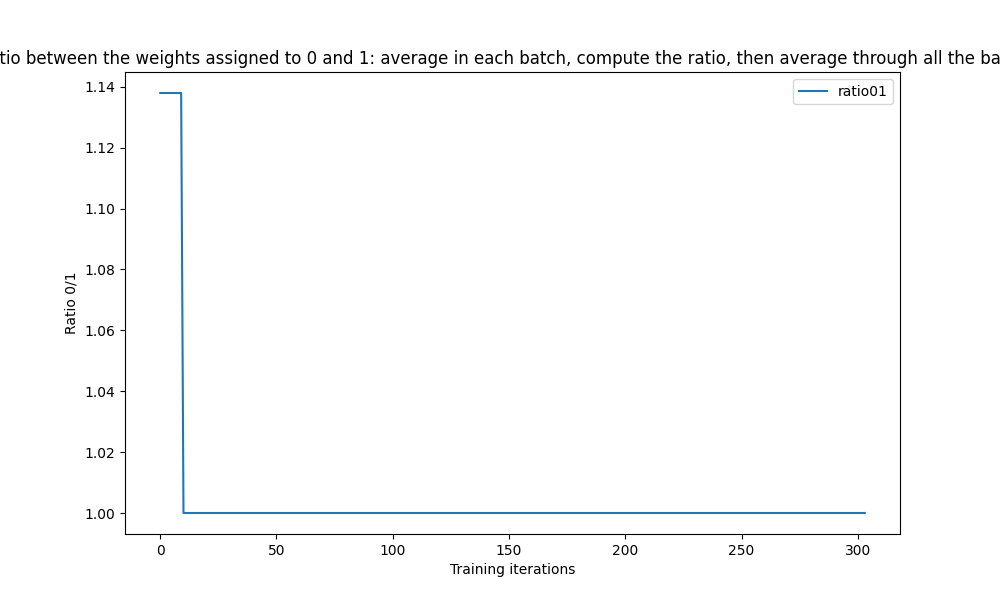 tio between the weights assigned to 0 and 1: average in each batch, compute the ratio, then average through all the ba
ratio01
1.14
1.12
1.10
1.08
1.06
1.04
1.02
1.00
Ratio 0/1
0 50 100 150 200 250 300
Training iterations